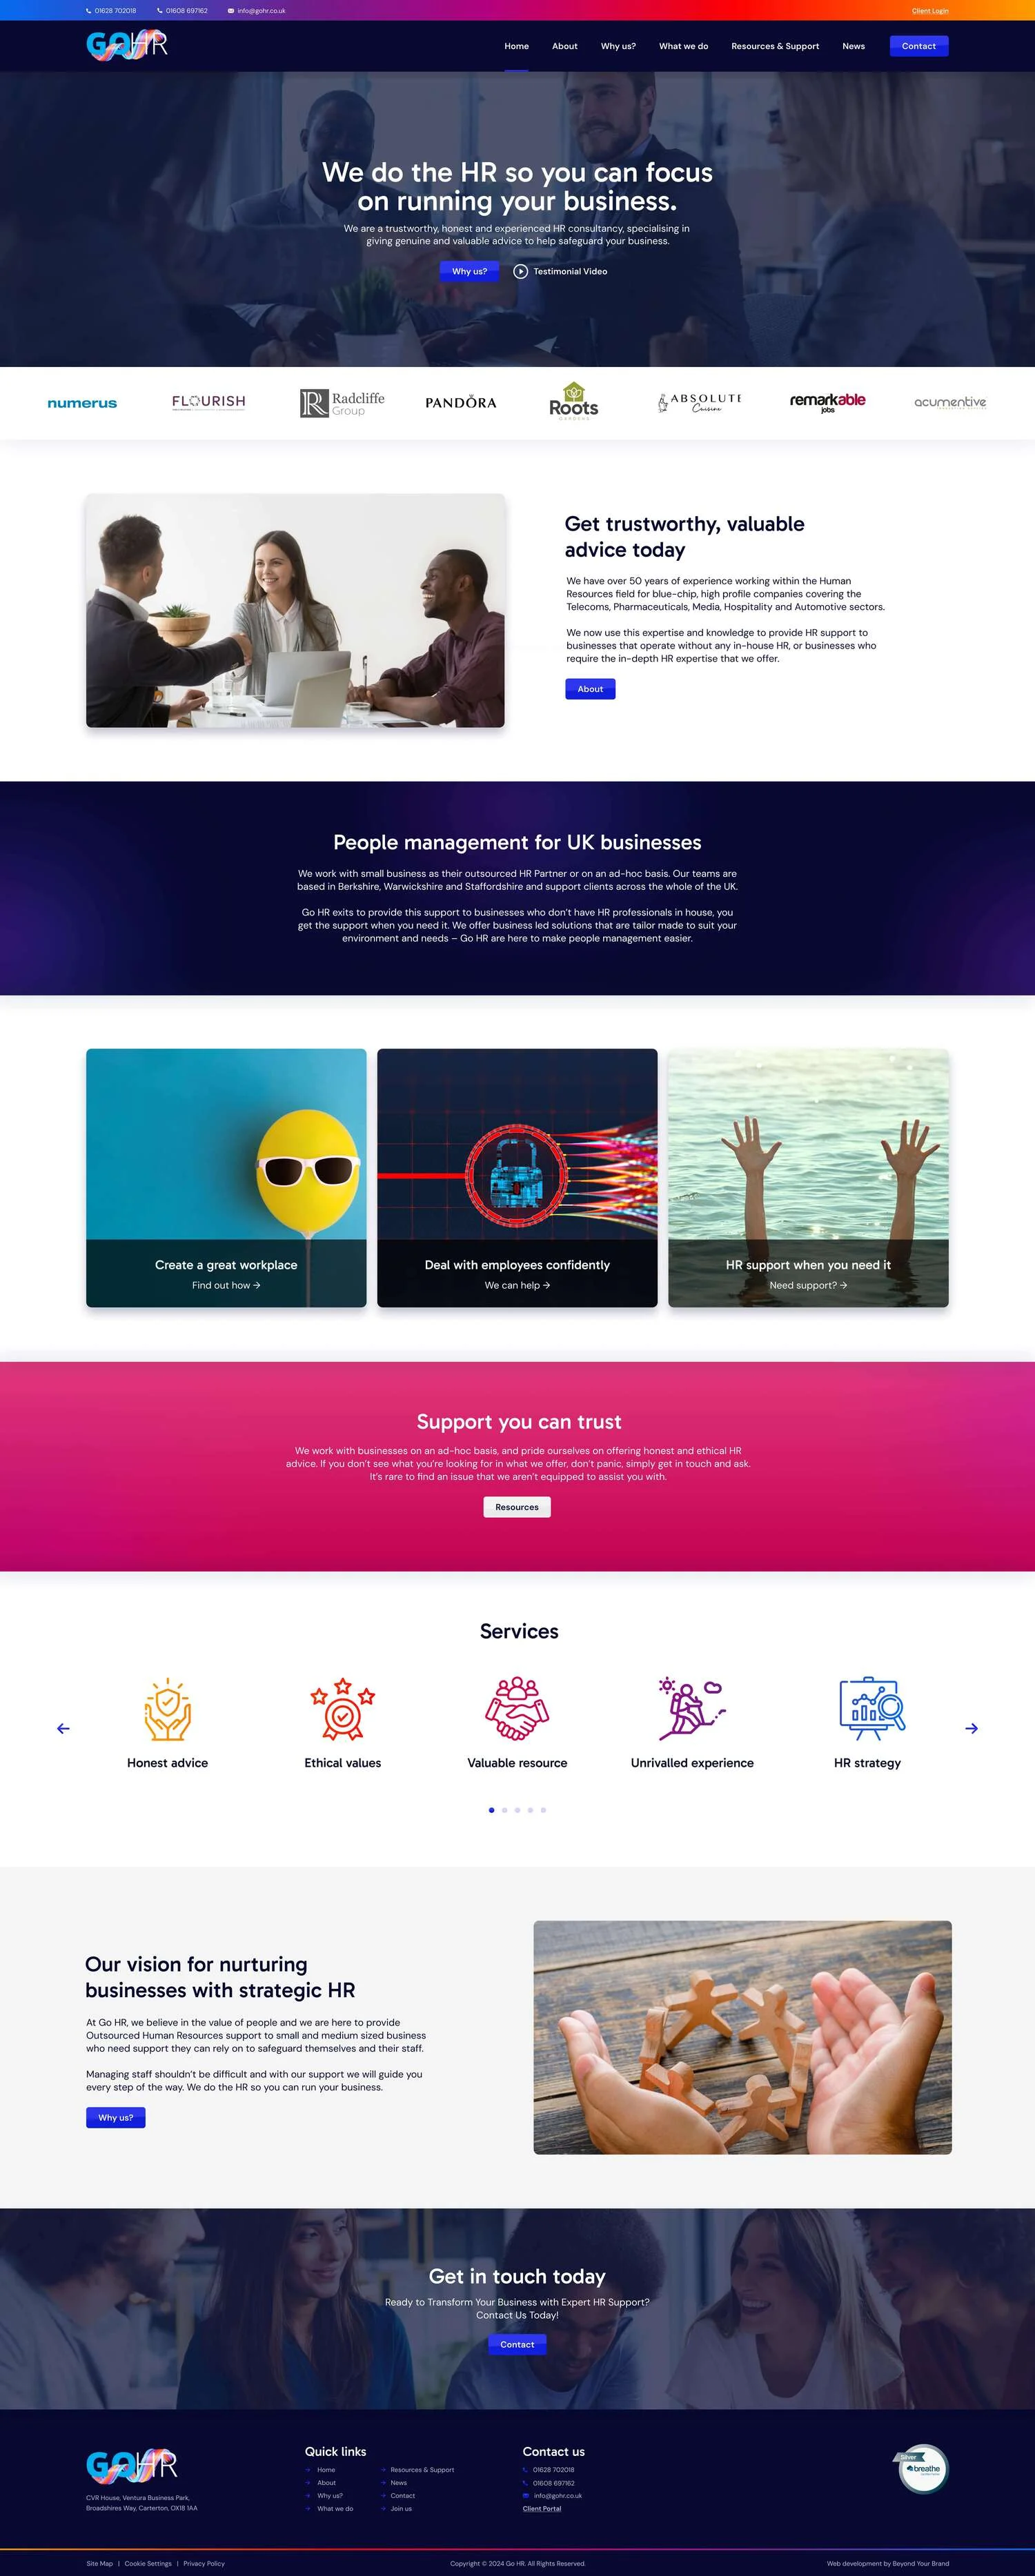 01628 702018 01608 697162 info@gohr.co.uk Client Login
GO HR
Home About Why us? What we do Resources & Support News Contact
We do the HR so you can focus
on running your business.
We are a trustworthy, honest and experienced HR consultancy, specialising in
giving genuine and valuable advice to help safeguard your business.
Why us? Testimonial Video
numerus FLOURISH Radcliffe Group PANDORA Roots ABSOLUTE Cuisine remarkable jobs acumentive
Get trustworthy, valuable
advice today
We have over 50 years of experience working within the Human
Resources field for blue-chip, high profile companies covering the
Telecoms, Pharmaceuticals, Media, Hospitality and Automotive sectors.
We now use this expertise and knowledge to provide HR support to
businesses that operate without any in-house HR, or businesses who
require the in-depth HR expertise that we offer.
About
People management for UK businesses
We work with small business as their outsourced HR Partner or on an ad-hoc basis. Our teams are
based in Berkshire, Warwickshire and Staffordshire and support clients across the whole of the UK.
Go HR exits to provide this support to businesses who don't have HR professionals in house, you
get the support when you need it. We offer business led solutions that are tailor made to suit your
environment and needs – Go HR are here to make people management easier.
Create a great workplace
Find out how →
Deal with employees confidently
We can help →
HR support when you need it
Need support? →
Support you can trust
We work with businesses on an ad-hoc basis, and pride ourselves on offering honest and ethical HR
advice. If you don't see what you're looking for in what we offer, don't panic, simply get in touch and ask.
It's rare to find an issue that we aren't equipped to assist you with.
Resources
Services
Honest advice Ethical values Valuable resource Unrivalled experience HR strategy
Our vision for nurturing
businesses with strategic HR
At Go HR, we believe in the value of people and we are here to provide
Outsourced Human Resources support to small and medium sized business
who need support they can rely on to safeguard themselves and their staff.
Managing staff shouldn't be difficult and with our support we will guide you
every step of the way. We do the HR so you can run your business.
Why us?
Get in touch today
Ready to Transform Your Business with Expert HR Support?
Contact Us Today!
Contact
GO HR
CVR House, Ventura Business Park,
Broadshires Way, Carterton, OX18 1AA
Quick links
Home
About
Why us?
What we do
Resources & Support
News
Contact
Join us
Contact us
01628 702018
01608 697162
info@gohr.co.uk
Client Portal
Silver
breathe
Site Map | Cookie Settings | Privacy Policy
Copyright © 2024 Go HR. All Rights Reserved.
Web development by Beyond Your Brand